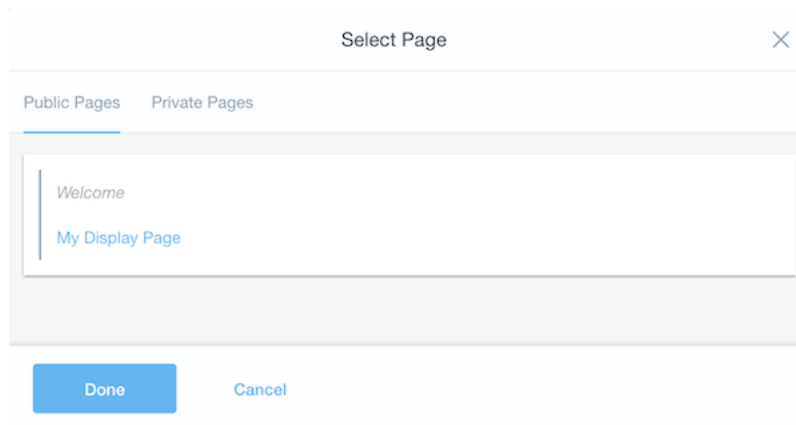 Select Page
Public Pages Private Pages
Welcome
My Display Page
Done Cancel